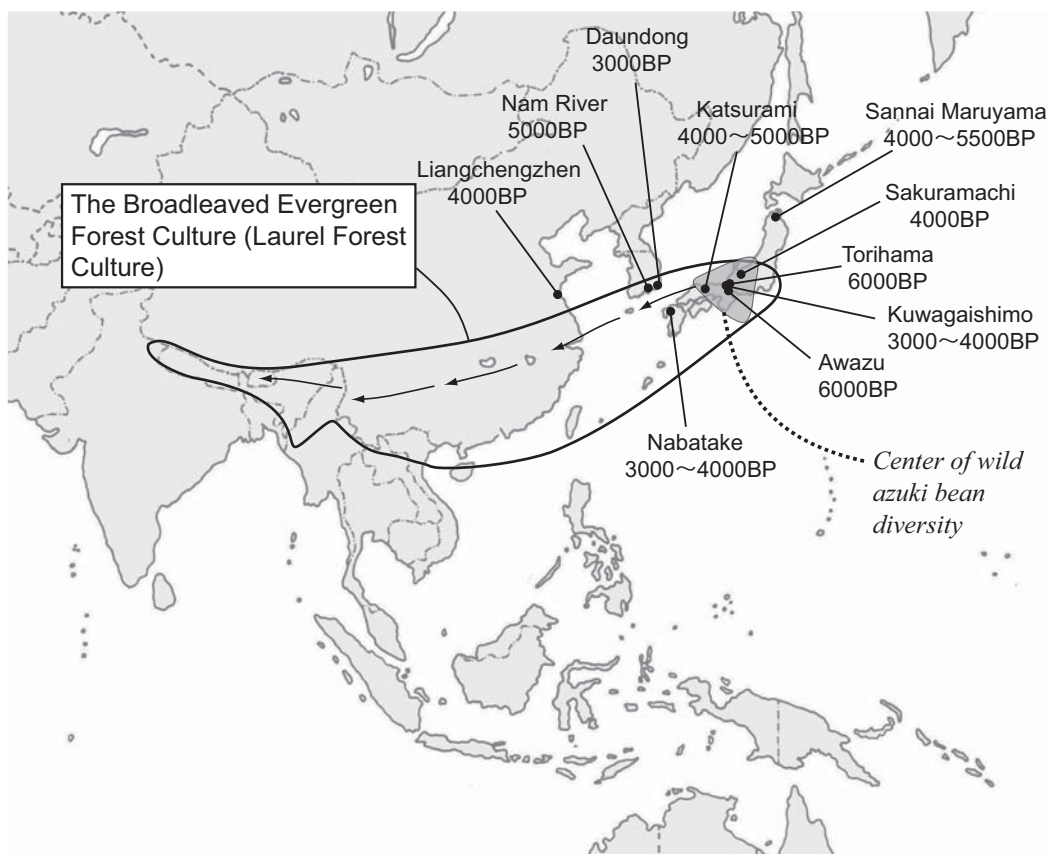 Daundong
3000BP
Nam River
5000BP
Katsurami
4000～5000BP
Sannai Maruyama
4000～5500BP
Liangchengzhen
4000BP
Sakuramachi
4000BP
The Broadleaved Evergreen
Forest Culture (Laurel Forest
Culture)
Torihama
6000BP
Kuwagaishimo
3000～4000BP
Awazu
6000BP
Nabatake
3000～4000BP
Center of wild
azuki bean
diversity